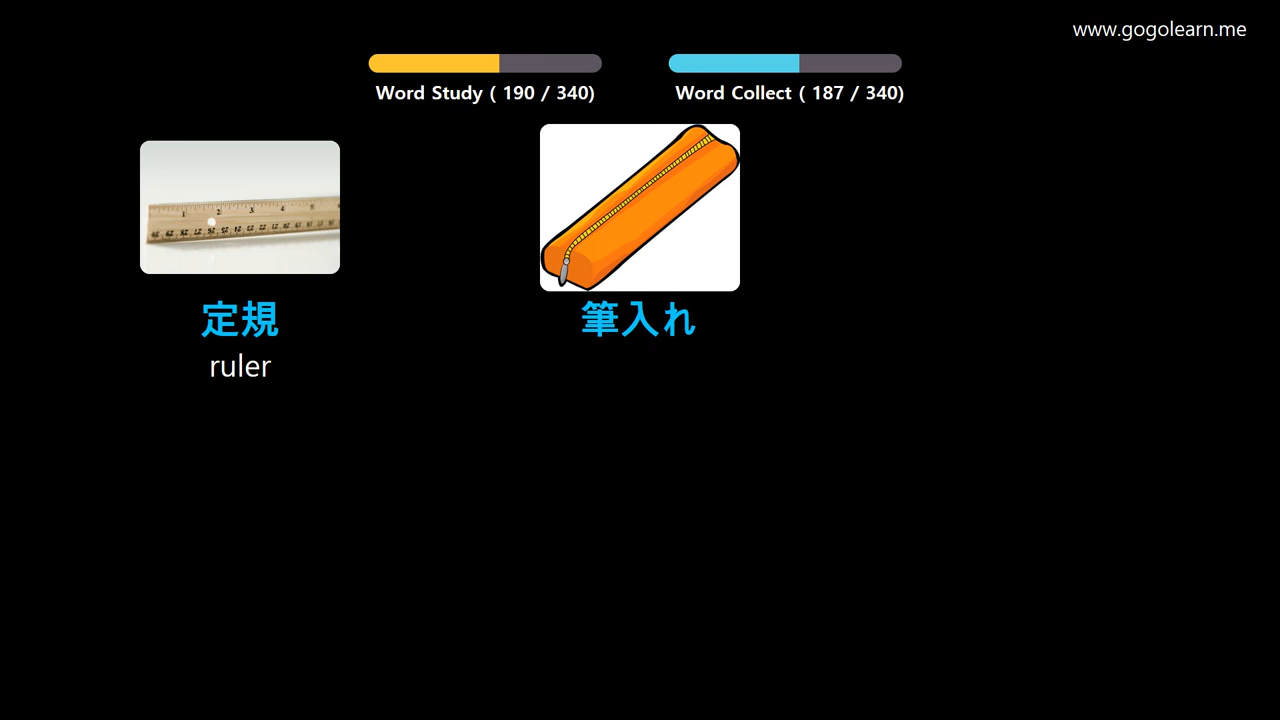 www.gogolearn.me
Word Study ( 190 / 340)
Word Collect ( 187 / 340)
定規
ruler
筆入れ